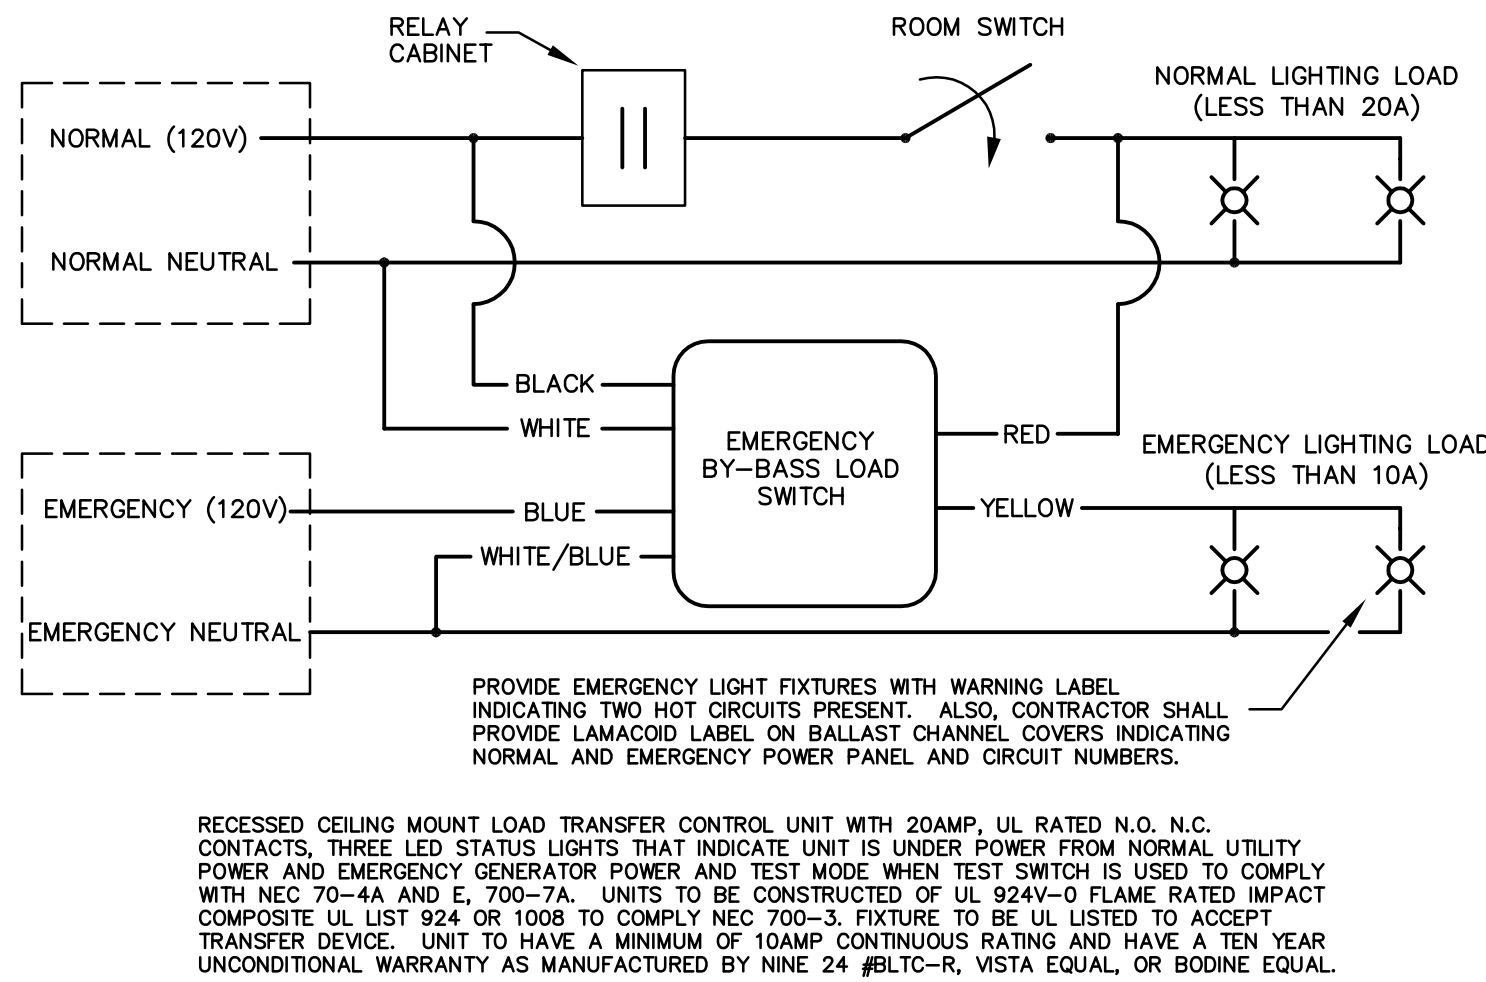 RELAY
CABINET
ROOM SWITCH
NORMAL LIGHTING LOAD
(LESS THAN 20A)
NORMAL (120V)
NORMAL NEUTRAL
BLACK
WHITE
EMERGENCY
BY-BASS LOAD
SWITCH
RED
EMERGENCY LIGHTING LOAD
(LESS THAN 10A)
EMERGENCY (120V)
BLUE
YELLOW
WHITE/BLUE
EMERGENCY NEUTRAL
PROVIDE EMERGENCY LIGHT FIXTURES WITH WARNING LABEL
INDICATING TWO HOT CIRCUITS PRESENT. ALSO, CONTRACTOR SHALL
PROVIDE LAMACOID LABEL ON BALLAST CHANNEL COVERS INDICATING
NORMAL AND EMERGENCY POWER PANEL AND CIRCUIT NUMBERS.
RECESSED CEILING MOUNT LOAD TRANSFER CONTROL UNIT WITH 20AMP, UL RATED N.O. N.C.
CONTACTS, THREE LED STATUS LIGHTS THAT INDICATE UNIT IS UNDER POWER FROM NORMAL UTILITY
POWER AND EMERGENCY GENERATOR POWER AND TEST MODE WHEN TEST SWITCH IS USED TO COMPLY
WITH NEC 70-4A AND E, 700-7A. UNITS TO BE CONSTRUCTED OF UL 924V-0 FLAME RATED IMPACT
COMPOSITE UL LIST 924 OR 1008 TO COMPLY NEC 700-3. FIXTURE TO BE UL LISTED TO ACCEPT
TRANSFER DEVICE. UNIT TO HAVE A MINIMUM OF 10AMP CONTINUOUS RATING AND HAVE A TEN YEAR
UNCONDITIONAL WARRANTY AS MANUFACTURED BY NINE 24 #BLTC-R, VISTA EQUAL, OR BODINE EQUAL.